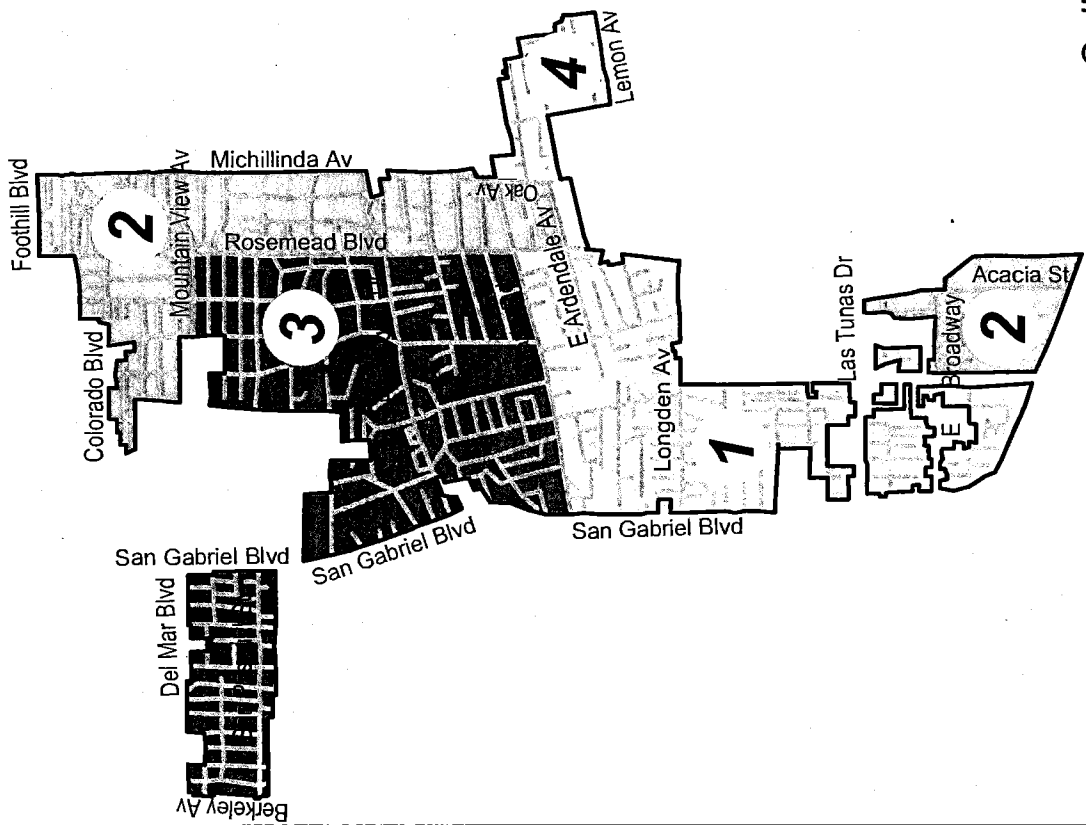 Foothill Blvd
Michillinda Av
2
Mountain View Av
Colorado Blvd
Rosemead Blvd
3
4
Lemon Av
Oak Av
E Ardendale Av
San Gabriel Blvd
Del Mar Blvd
Berkeley Av
San Gabriel Blvd
San Gabriel Blvd
Longden Av
1
Las Tunas Dr
Acacia St
2
Broadway
E